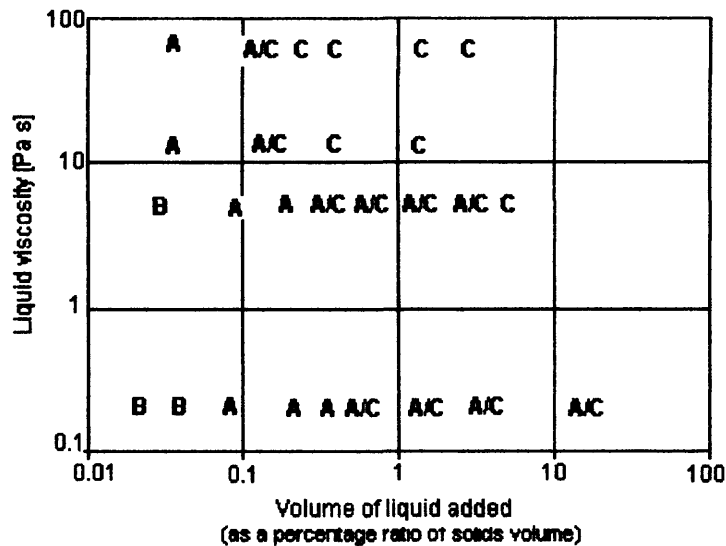 100
A A/C C C C C
A A/C C C
10
B A A A/C A/C A/C A/C C
1
B B A A A A/C A/C A/C A/C
0.1
0.01 0.1 1 10 100
Liquid viscosity [Pa s]
Volume of liquid added
(as a percentage ratio of solids volume)